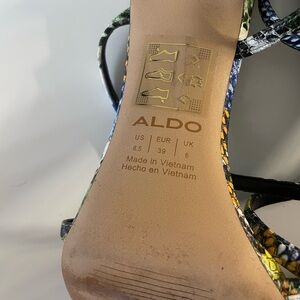 ALDO
US EUR UK
8.5 39 6
Made in Vietnam
Hecho en Vietnam